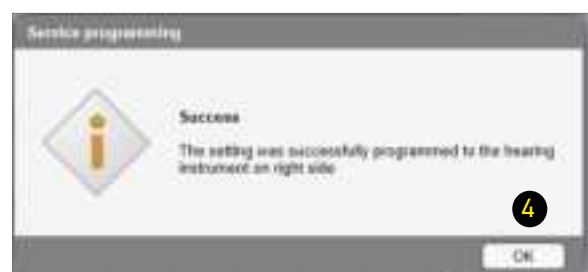 Service programming
Success
The setting was successfully programmed to the hearing
instrument on right side
4
OK